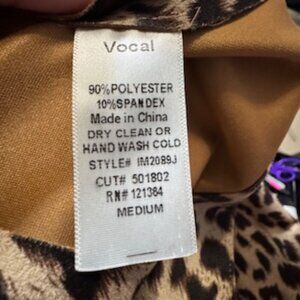 Vocal
90% POLYESTER
10% SPANDEX
Made in China
DRY CLEAN OR
HAND WASH COLD
STYLE# IM2089J
CUT# 501802
RN# 121384
MEDIUM